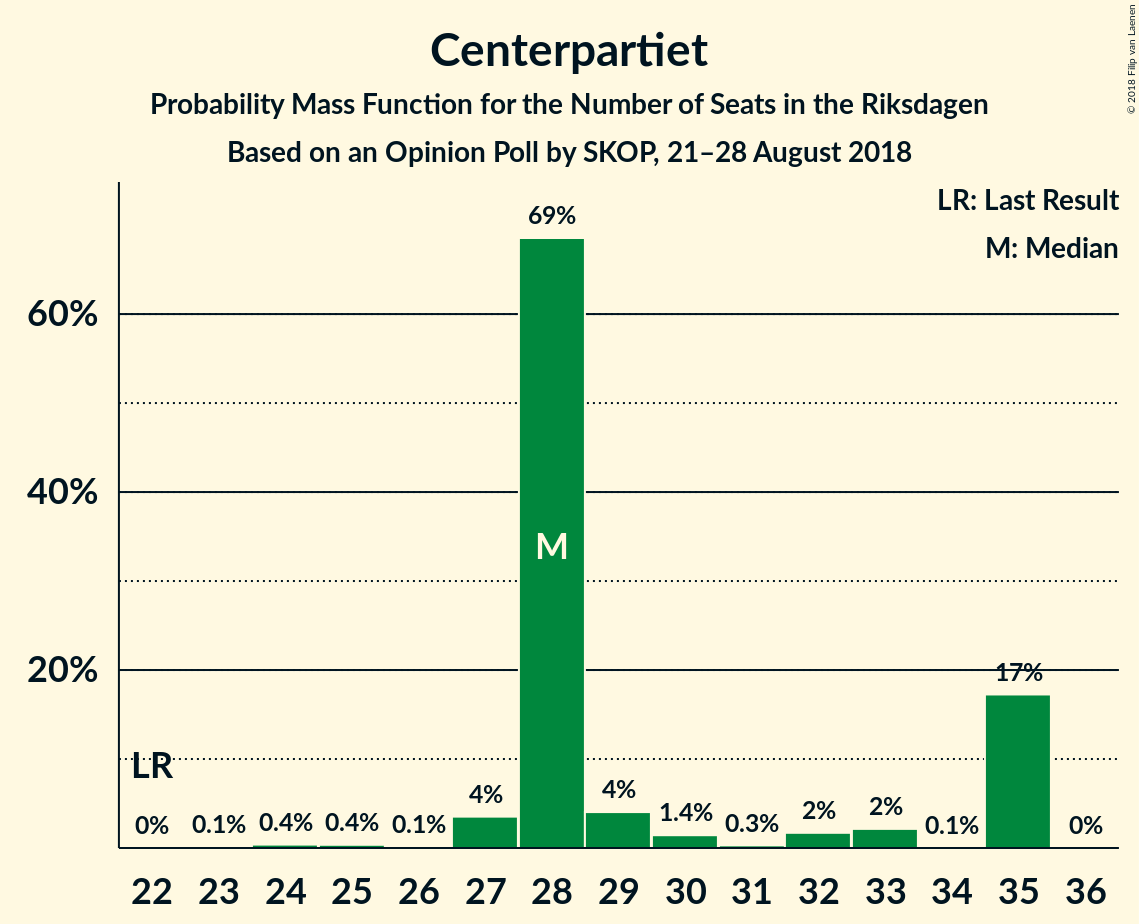 Centerpartiet
Probability Mass Function for the Number of Seats in the Riksdagen
Based on an Opinion Poll by SKOP, 21–28 August 2018
© 2018 Filip van Laenen
LR: Last Result
M: Median
69%
60%
M
40%
20%
17%
LR
0%
0.1%
0.4%
0.4%
0.1%
4%
4%
1.4%
0.3%
2%
2%
0.1%
0%
22 23 24 25 26 27 28 29 30 31 32 33 34 35 36